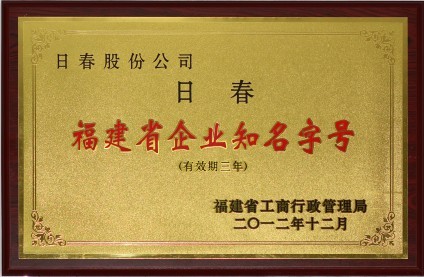 日春股份公司
日春
福建省企业知名字号
(有效期三年)
福建省工商行政管理局
二〇一二年十二月